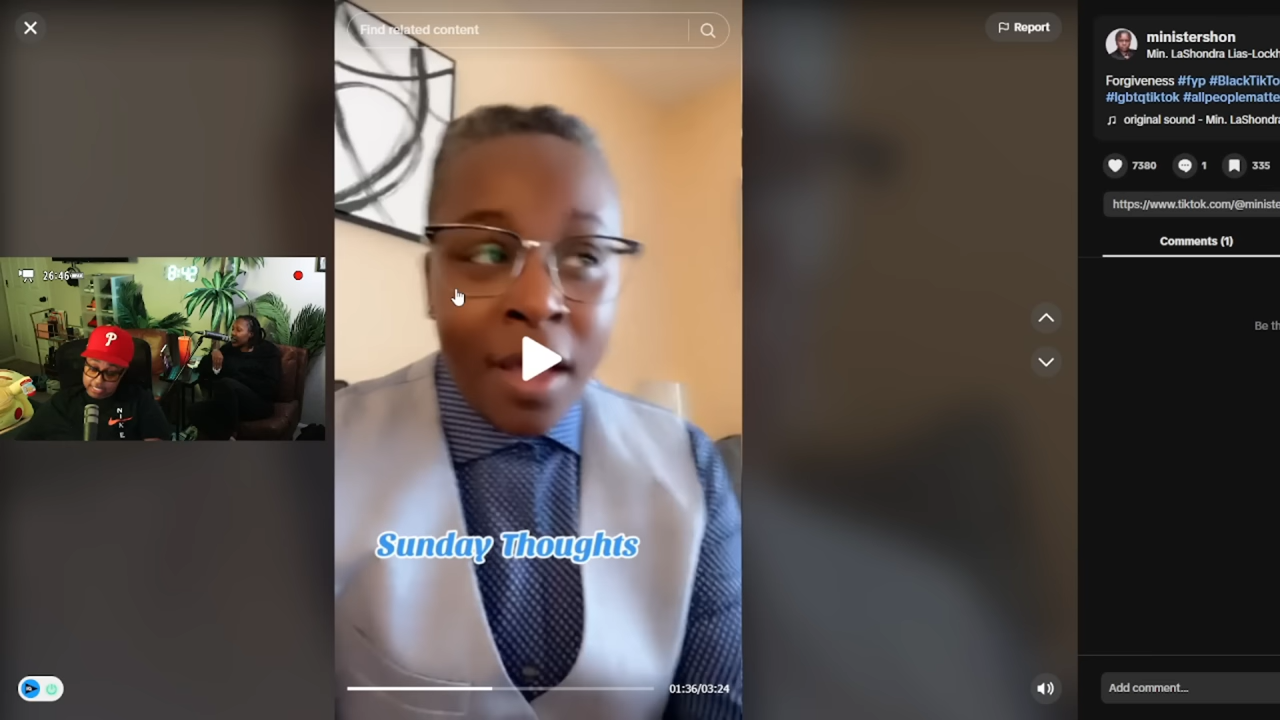 Find related content
Report
ministershon
Min. LaShondra Lias-Lockh
Forgiveness #fyp #BlackTikTo
#lgbtqtiktok #allpeoplematte
original sound - Min. LaShondra
7380
1
335
https://www.tiktok.com/@ministe
Comments (1)
Be th
26:46
8:42
P
NIKE
Sunday Thoughts
01:36/03:24
Add comment...